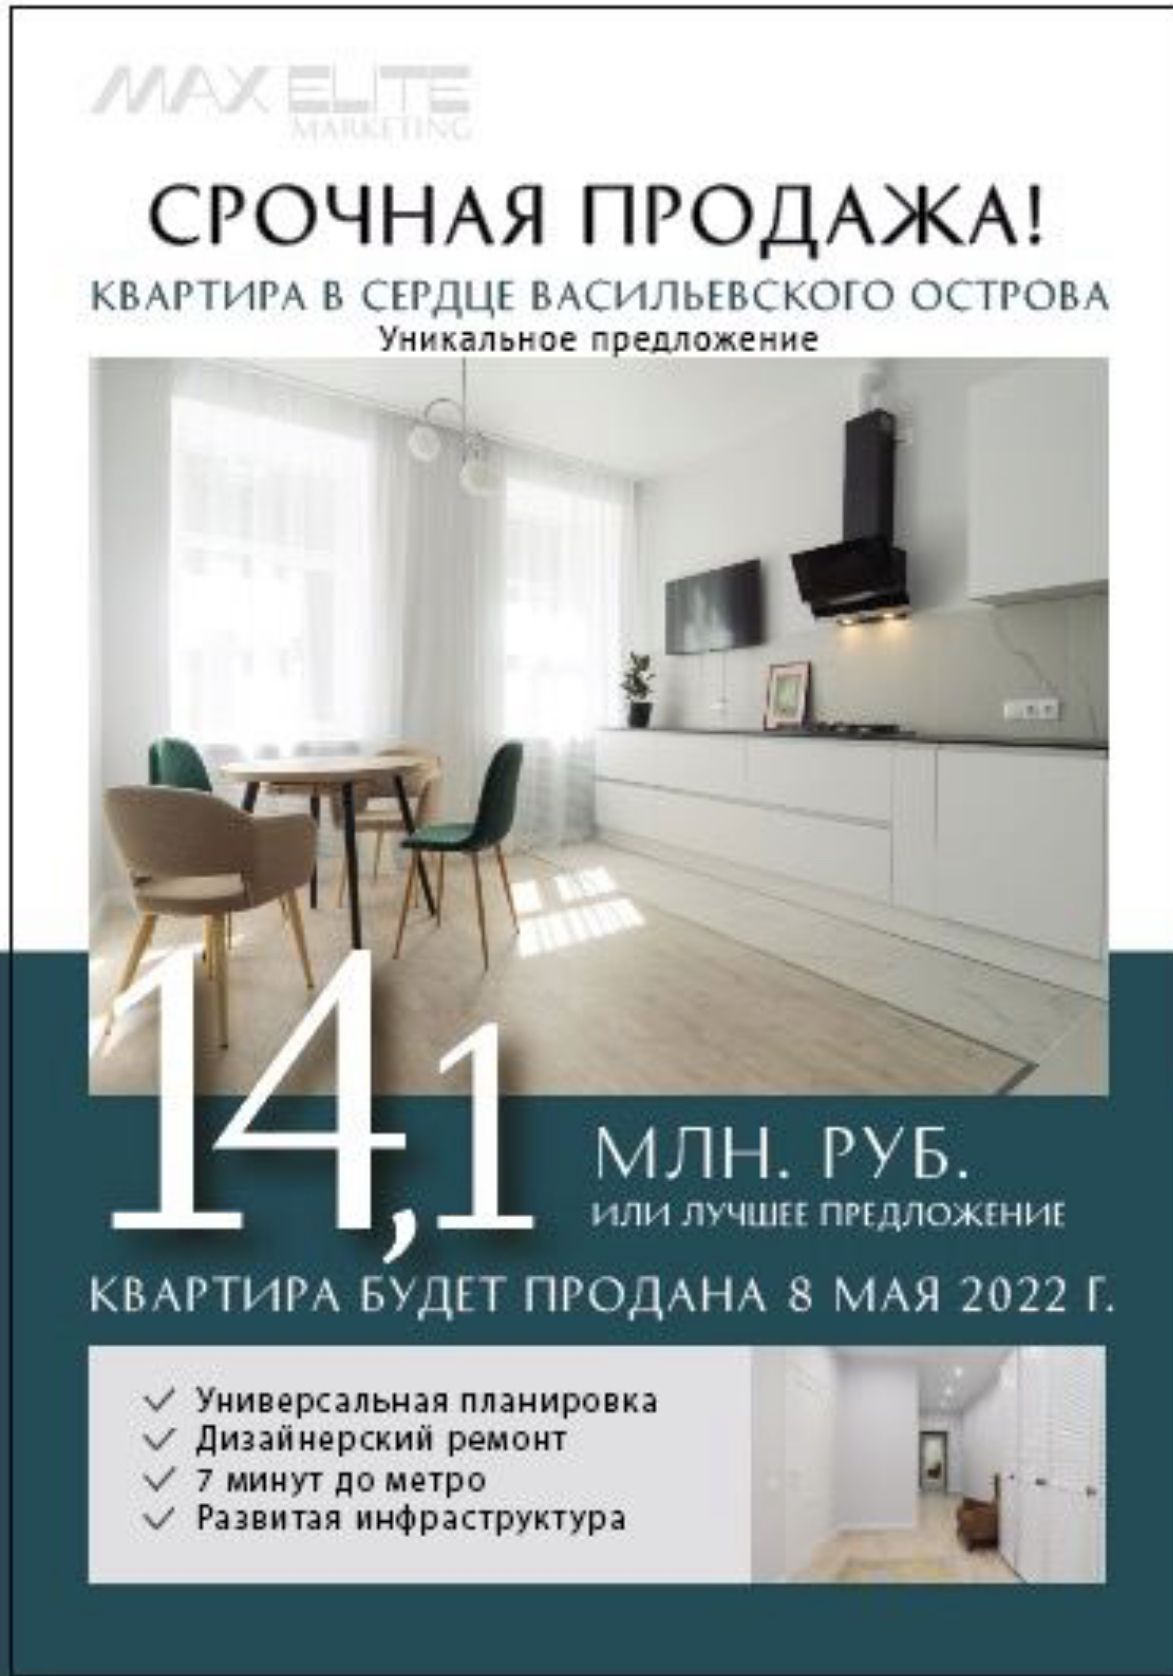 MAX ELITE
MARKETING
СРОЧНАЯ ПРОДАЖА!
КВАРТИРА В СЕРДЦЕ ВАСИЛЬЕВСКОГО ОСТРОВА
Уникальное предложение
14,1
МЛН. РУБ.
ИЛИ ЛУЧШЕЕ ПРЕДЛОЖЕНИЕ
КВАРТИРА БУДЕТ ПРОДАНА 8 МАЯ 2022 Г.
Универсальная планировка
Дизайнерский ремонт
7 минут до метро
Развитая инфраструктура